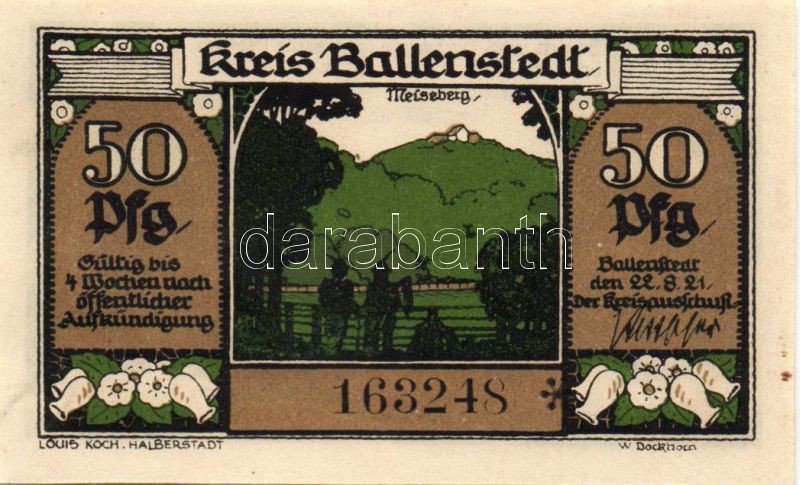 Kreis Ballenstedt
Meiseberg
50
Pfg
Gültig bis
4 Wochen nach
öffentlicher
Aufkündigung
50
Pfg
Ballenstedt
den 22.8.21.
Der Kreisausschuß
darabanth
163248 *
LOUIS KOCH. HALBERSTADT
W Dockhorn